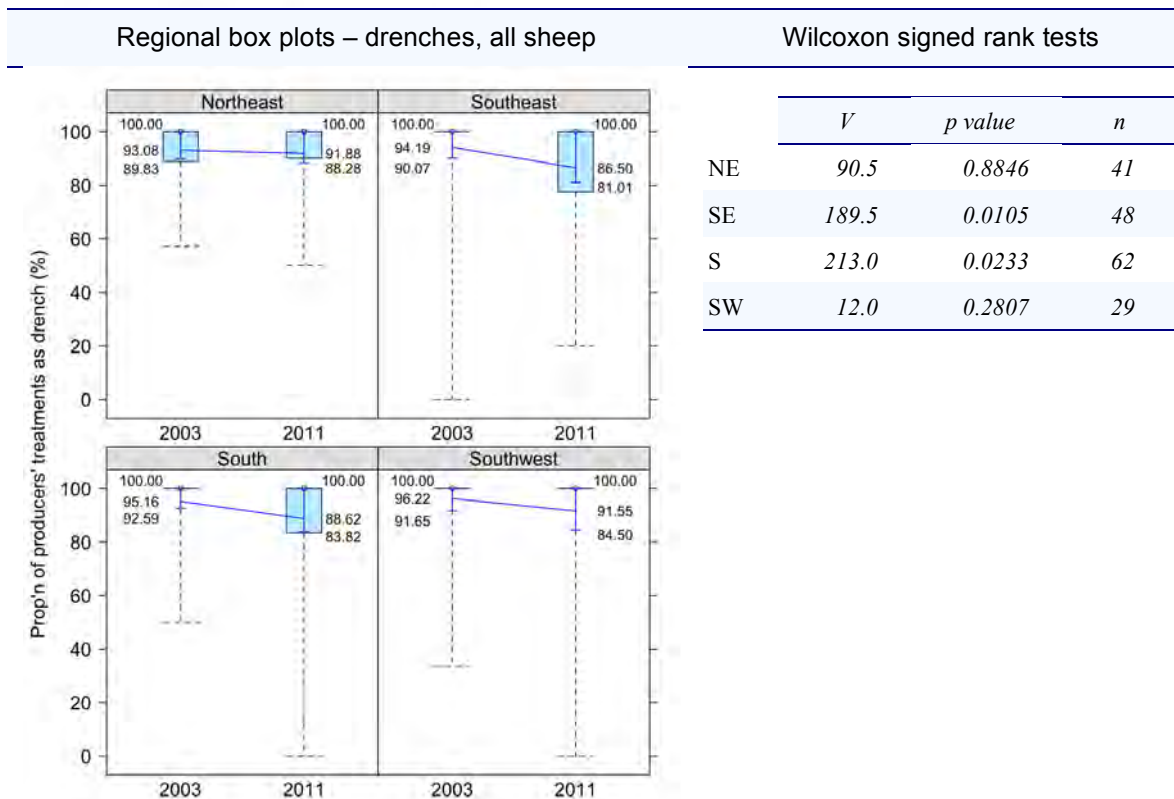 Regional box plots – drenches, all sheep
Wilcoxon signed rank tests
Prop'n of producers' treatments as drench (%)
Northeast Southeast
100 80 60 40 20 0
100.00 100.00 100.00 100.00
93.08 91.88 94.19 86.50
89.83 88.28 90.07 81.01
2003 2011 2003 2011
South Southwest
100 80 60 40 20 0
100.00 100.00 100.00 100.00
95.16 88.62 96.22 91.55
92.59 83.82 91.65 84.50
2003 2011 2003 2011
V p value n
NE 90.5 0.8846 41
SE 189.5 0.0105 48
S 213.0 0.0233 62
SW 12.0 0.2807 29